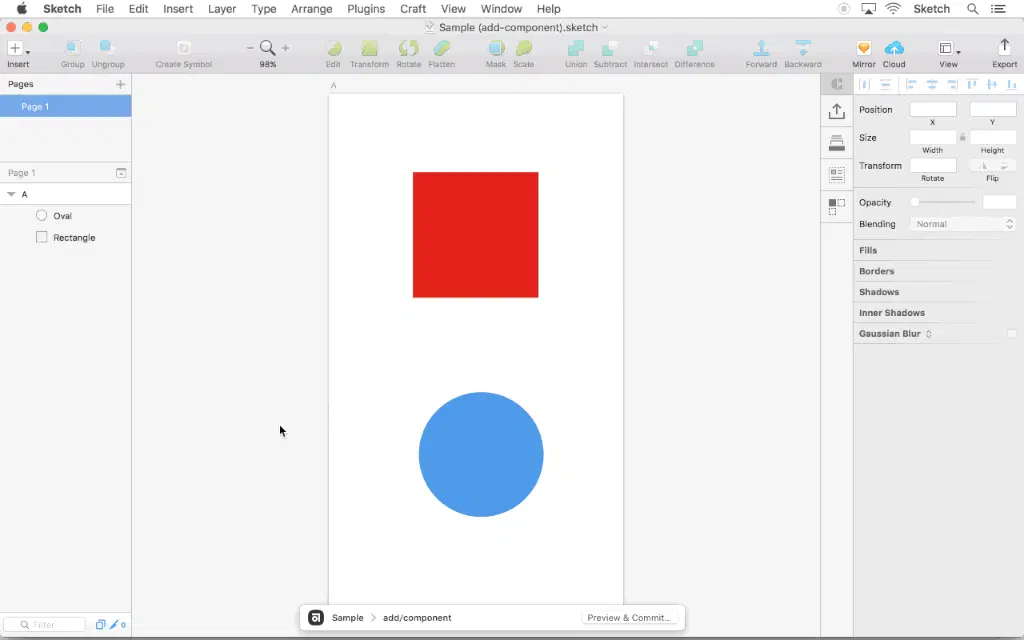 Sketch File Edit Insert Layer Type Arrange Plugins Craft View Window Help Sketch
Sample (add-component).sketch
Insert Group Ungroup Create Symbol 98% Edit Transform Rotate Flatten Mask Scale Union Subtract Intersect Difference Forward Backward Mirror Cloud View Export
Pages
Page 1
Page 1
A
Oval
Rectangle
Filter 0
A
Sample add/component Preview & Commit...
Position
X Y
Size
Width Height
Transform
Rotate Flip
Opacity
Blending Normal
Fills
Borders
Shadows
Inner Shadows
Gaussian Blur